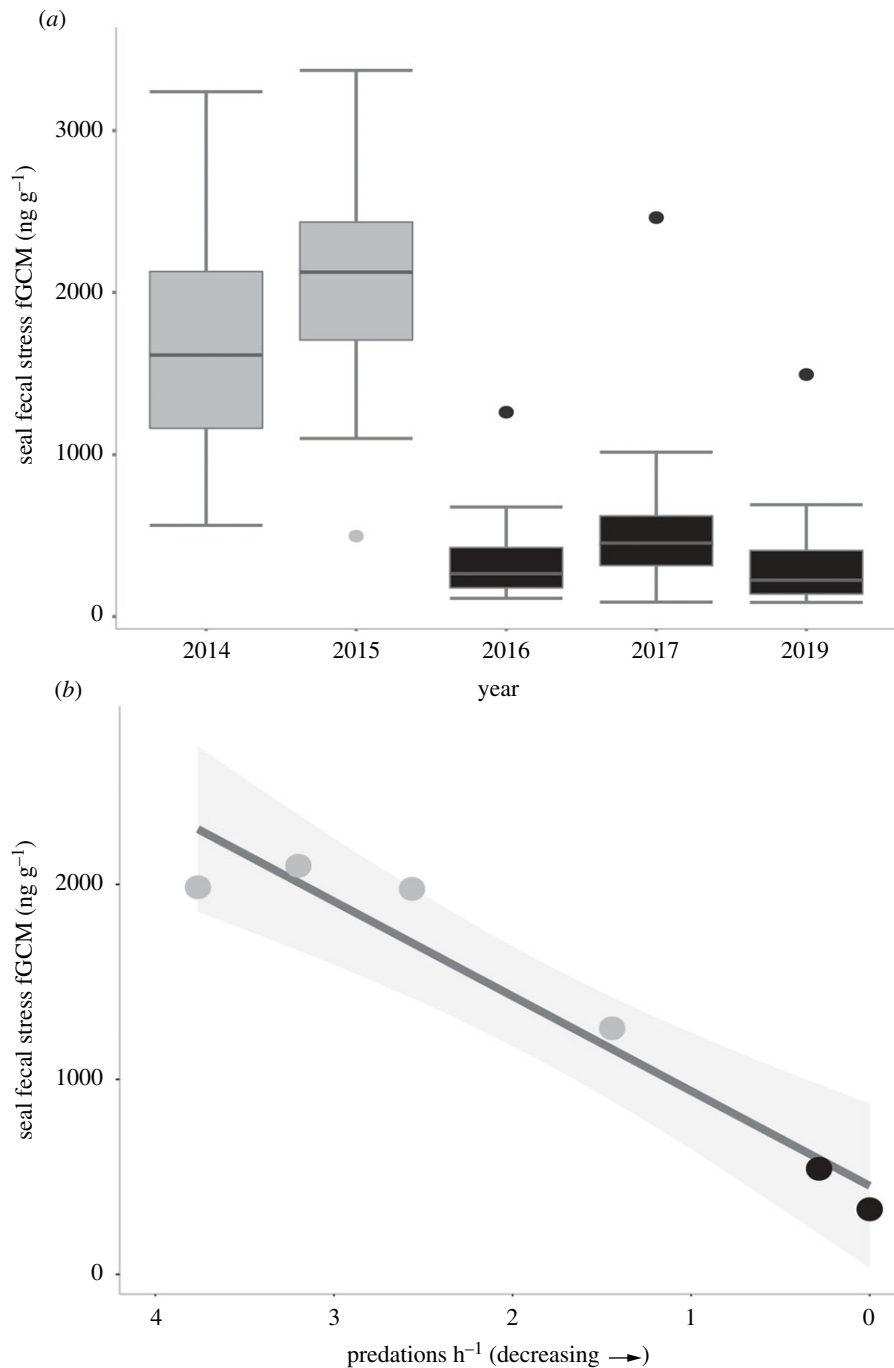 (a)
seal fecal stress fGCM (ng g⁻¹)
3000
2000
1000
0
2014 2015 2016 2017 2019
year
(b)
seal fecal stress fGCM (ng g⁻¹)
2000
1000
0
4 3 2 1 0
predations h⁻¹ (decreasing →)